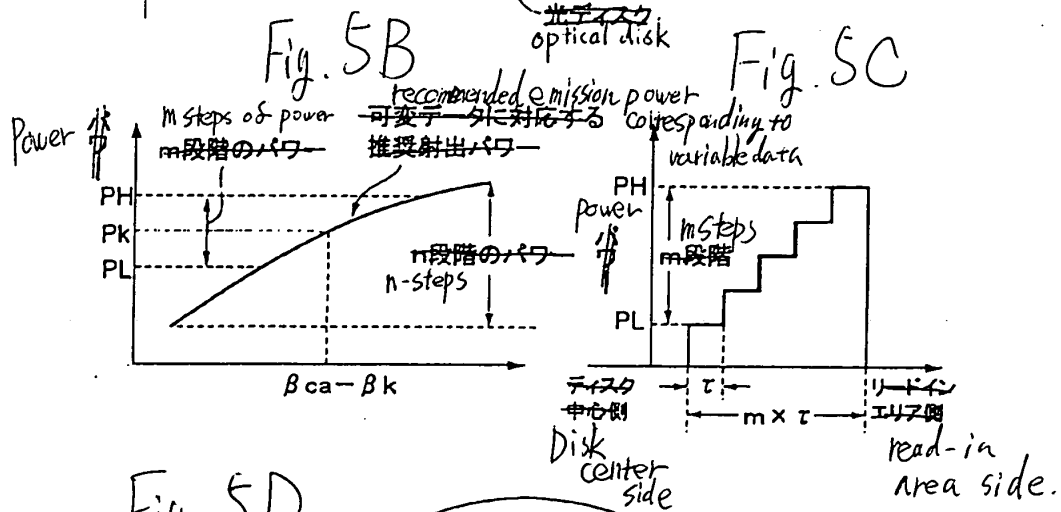 光ディスク
optical disk
Fig. 5B
Fig. 5C
recommended emission power
corresponding to
variable data
可変データに対応する
推奨射出パワー
m steps of power
m段階のパワー
Power
PH
Pk
PL
n段階のパワー
n-steps
βca－βk
power
PH
m steps
m段階
PL
τ
m×τ
ディスク
中心側
Disk
center
side
リードイン
エリア側
read-in
area side.
Fig. 5D